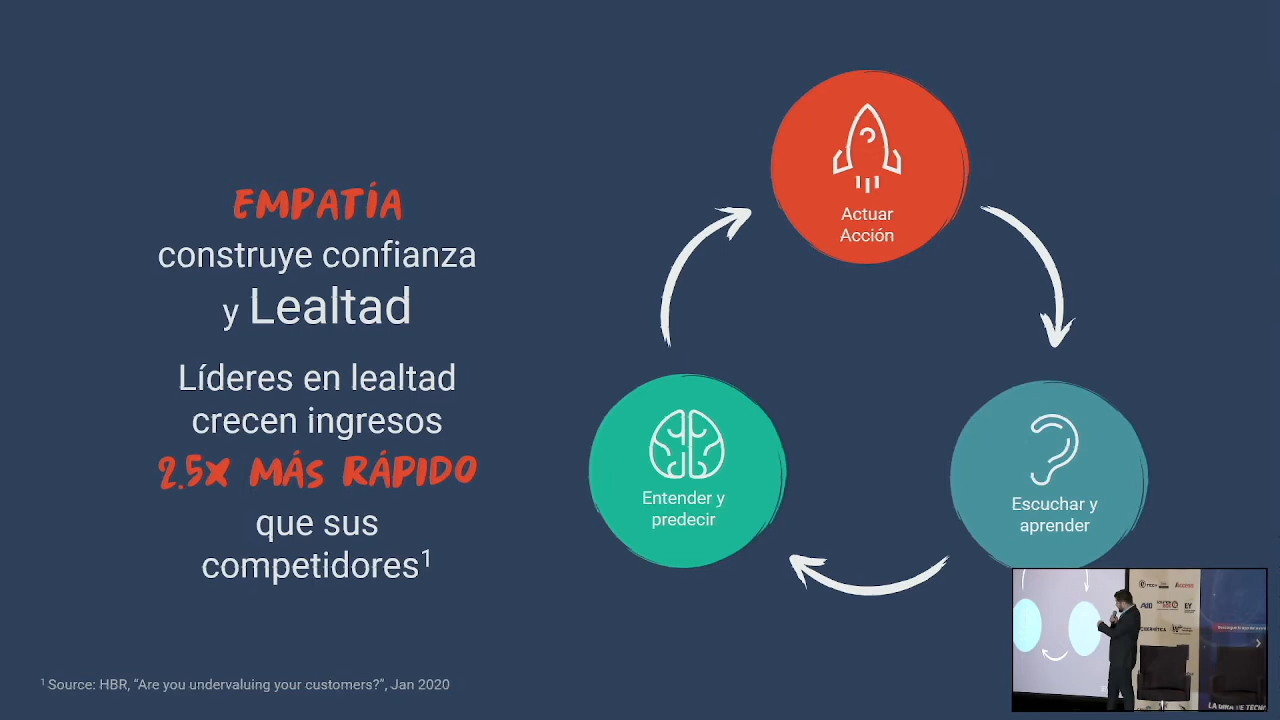 EMPATÍA
construye confianza
y Lealtad
Líderes en lealtad
crecen ingresos
2.5x MÁS RÁPIDO
que sus
competidores¹
Actuar
Acción
Entender y
predecir
Escuchar y
aprender
¹ Source: HBR, “Are you undervaluing your customers?”, Jan 2020
EY